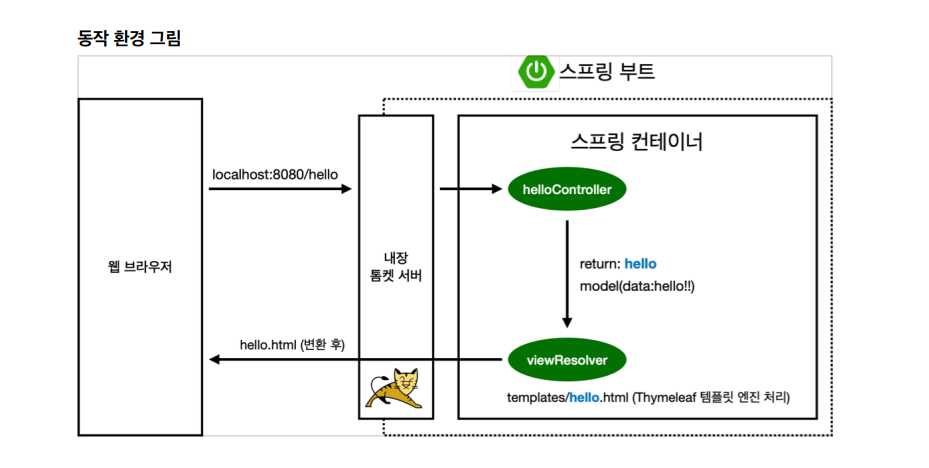 동작 환경 그림
스프링 부트
스프링 컨테이너
localhost:8080/hello
helloController
웹 브라우저
내장
톰켓 서버
return: hello
model(data:hello!!)
hello.html (변환 후)
viewResolver
templates/hello.html (Thymeleaf 템플릿 엔진 처리)